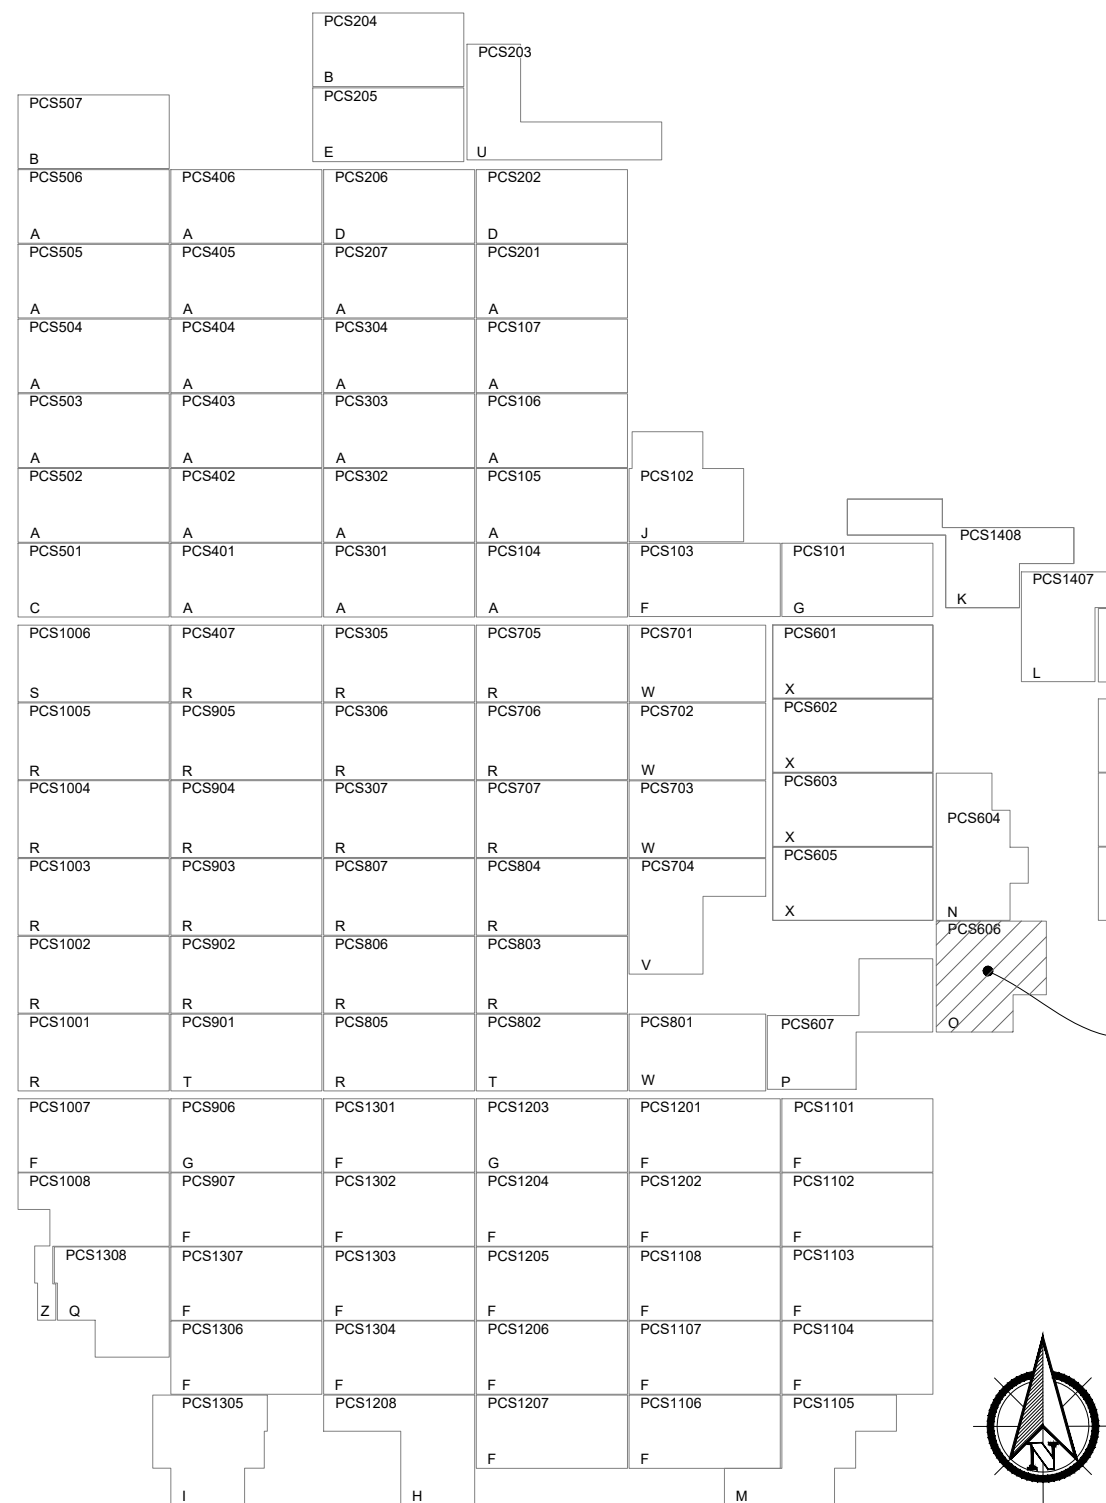 PCS204
PCS203
B
PCS205
PCS507
E
U
B
PCS506 PCS406 PCS206 PCS202
A A D D
PCS505 PCS405 PCS207 PCS201
A A A A
PCS504 PCS404 PCS304 PCS107
A A A A
PCS503 PCS403 PCS303 PCS106
A A A A
PCS502 PCS402 PCS302 PCS105 PCS102
A A A A J
PCS1408
PCS501 PCS401 PCS301 PCS104 PCS103 PCS101
PCS1407
K
C A A A F G
PCS1006 PCS407 PCS305 PCS705 PCS701 PCS601
L
S R R R W X
PCS1005 PCS905 PCS306 PCS706 PCS702 PCS602
R R R R W X
PCS1004 PCS904 PCS307 PCS707 PCS703 PCS603
PCS604
R R R R W X
PCS1003 PCS903 PCS807 PCS804 PCS704 PCS605
R R R R X N
PCS606
PCS1002 PCS902 PCS806 PCS803
V
R R R R
PCS1001 PCS901 PCS805 PCS802 PCS801 PCS607 O
R T R T W P
PCS1007 PCS906 PCS1301 PCS1203 PCS1201 PCS1101
F G F G F F
PCS1008 PCS907 PCS1302 PCS1204 PCS1202 PCS1102
F F F F F
PCS1308 PCS1307 PCS1303 PCS1205 PCS1108 PCS1103
Z Q F F F F F
PCS1306 PCS1304 PCS1206 PCS1107 PCS1104
F F F F F
PCS1305 PCS1208 PCS1207 PCS1106 PCS1105
F F
N
I H M